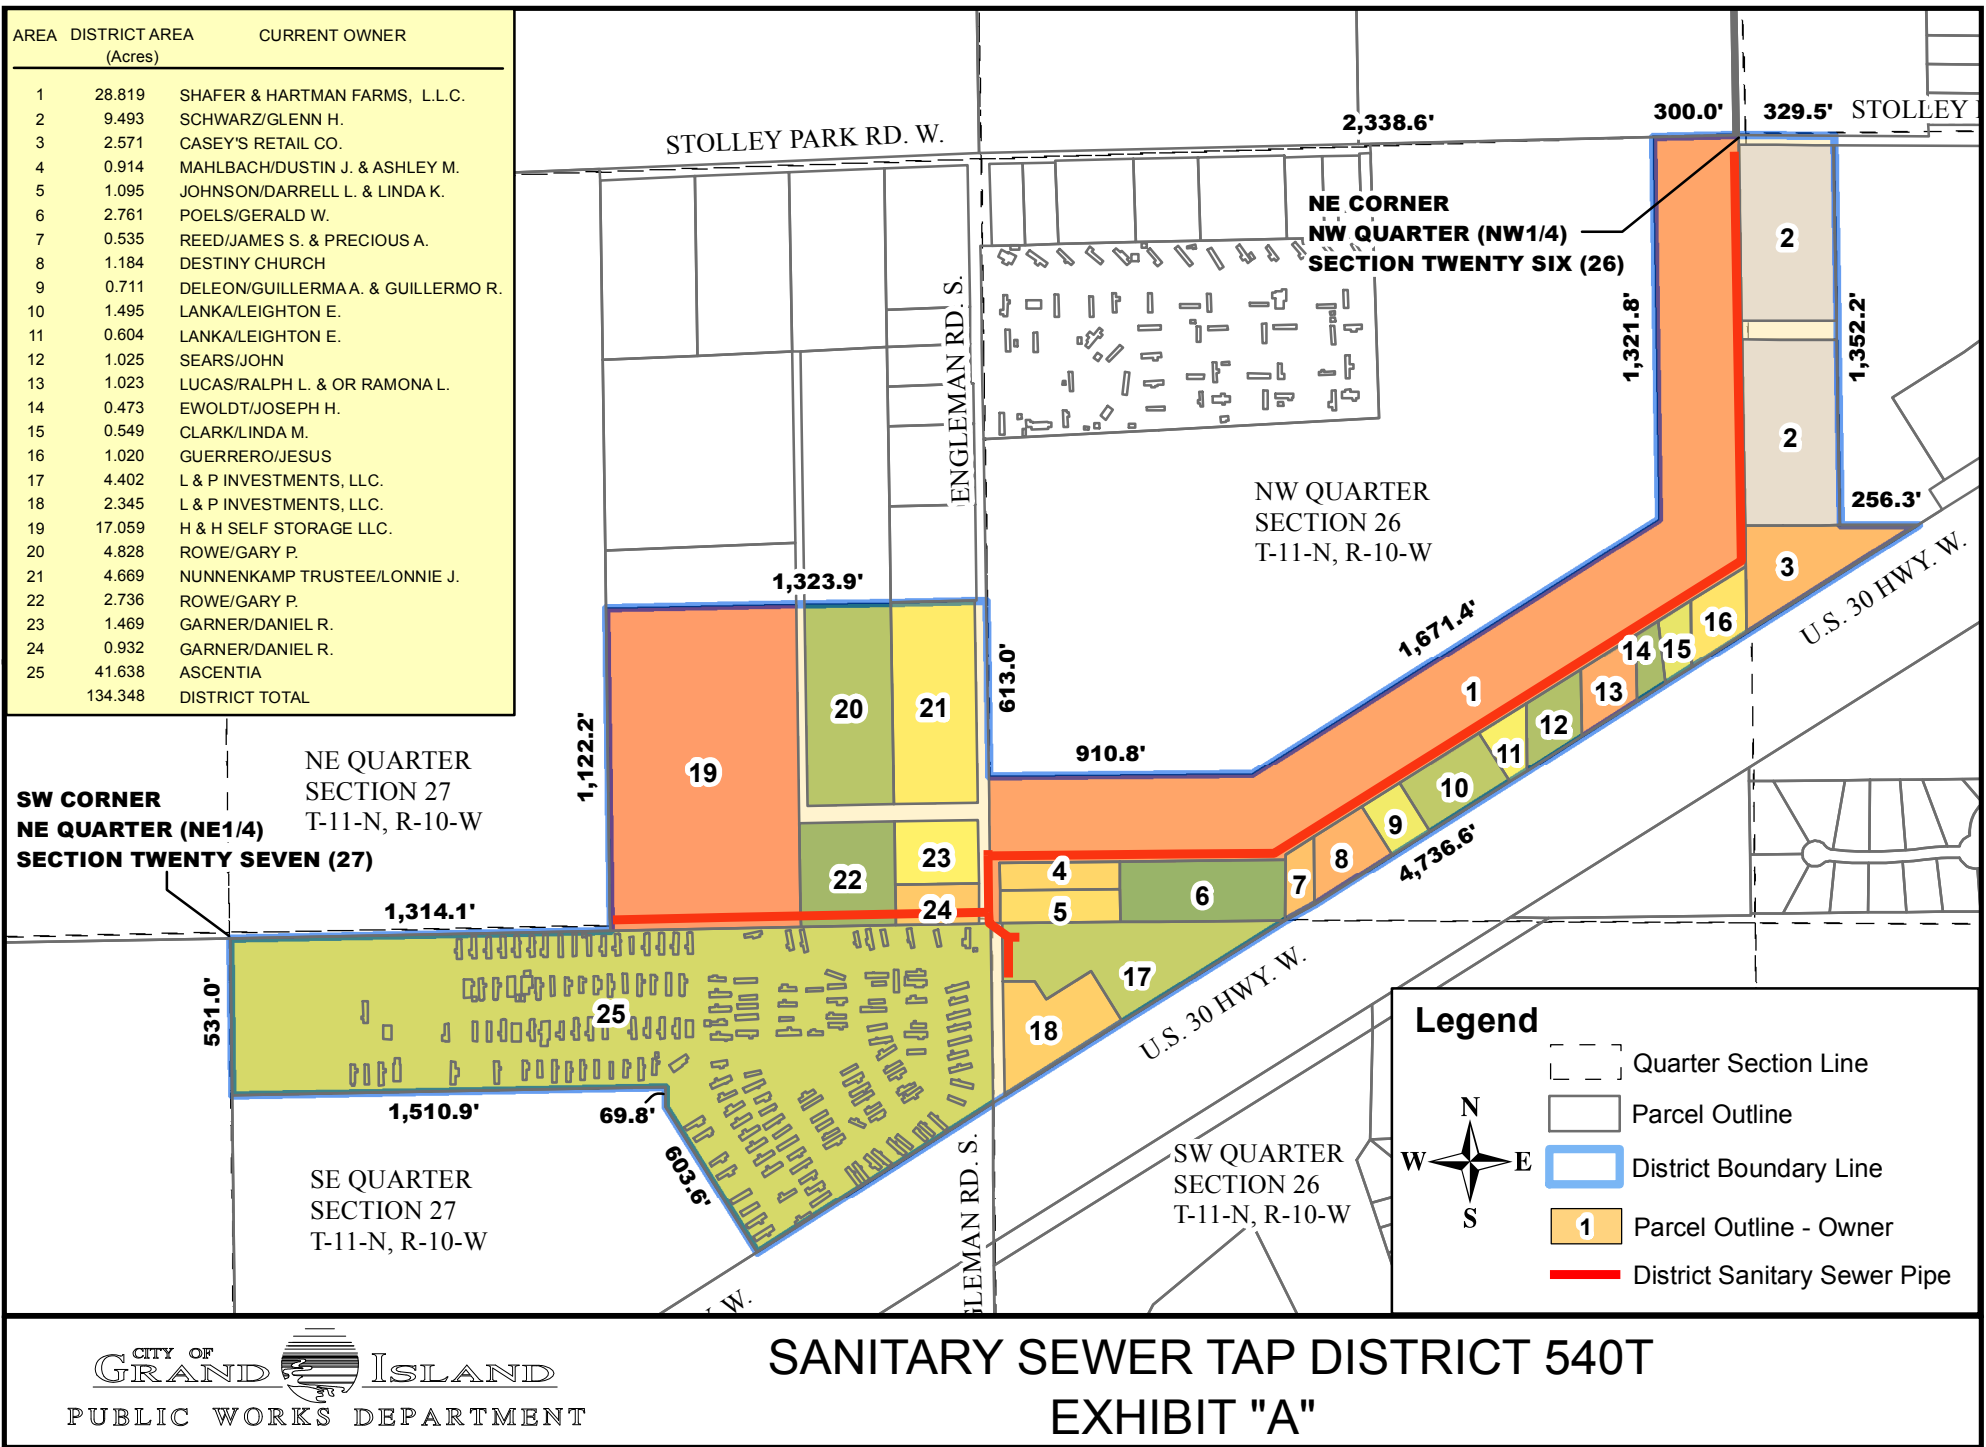 AREA DISTRICT AREA CURRENT OWNER
(Acres)
1 28.819 SHAFER & HARTMAN FARMS, L.L.C.
2 9.493 SCHWARZ/GLENN H.
3 2.571 CASEY'S RETAIL CO.
4 0.914 MAHLBACH/DUSTIN J. & ASHLEY M.
5 1.095 JOHNSON/DARRELL L. & LINDA K.
6 2.761 POELS/GERALD W.
7 0.535 REED/JAMES S. & PRECIOUS A.
8 1.184 DESTINY CHURCH
9 0.711 DELEON/GUILLERMA A. & GUILLERMO R.
10 1.495 LANKA/LEIGHTON E.
11 0.604 LANKA/LEIGHTON E.
12 1.025 SEARS/JOHN
13 1.023 LUCAS/RALPH L. & OR RAMONA L.
14 0.473 EWOLDT/JOSEPH H.
15 0.549 CLARK/LINDA M.
16 1.020 GUERRERO/JESUS
17 4.402 L & P INVESTMENTS, LLC.
18 2.345 L & P INVESTMENTS, LLC.
19 17.059 H & H SELF STORAGE LLC.
20 4.828 ROWE/GARY P.
21 4.669 NUNNENKAMP TRUSTEE/LONNIE J.
22 2.736 ROWE/GARY P.
23 1.469 GARNER/DANIEL R.
24 0.932 GARNER/DANIEL R.
25 41.638 ASCENTIA
134.348 DISTRICT TOTAL
STOLLEY PARK RD. W.
2,338.6'
300.0'
329.5'
STOLLEY
NE CORNER
NW QUARTER (NW1/4)
SECTION TWENTY SIX (26)
2
1,321.8'
1,352.2'
2
ENGLEMAN RD. S.
NW QUARTER
SECTION 26
T-11-N, R-10-W
256.3'
3
U.S. 30 HWY. W.
1,323.9'
613.0'
1,671.4'
1
16
15
14
13
12
11
10
9
8
7
4,736.6'
910.8'
20
21
19
1,122.2'
NE QUARTER
SECTION 27
T-11-N, R-10-W
SW CORNER
NE QUARTER (NE1/4)
SECTION TWENTY SEVEN (27)
22
23
24
4
5
6
1,314.1'
531.0'
25
17
18
U.S. 30 HWY. W.
1,510.9'
69.8'
603.6'
SE QUARTER
SECTION 27
T-11-N, R-10-W
GLEMAN RD. S.
W.
SW QUARTER
SECTION 26
T-11-N, R-10-W
Legend
N
W E
S
Quarter Section Line
Parcel Outline
District Boundary Line
1 Parcel Outline - Owner
District Sanitary Sewer Pipe
CITY OF
GRAND ISLAND
PUBLIC WORKS DEPARTMENT
SANITARY SEWER TAP DISTRICT 540T
EXHIBIT "A"